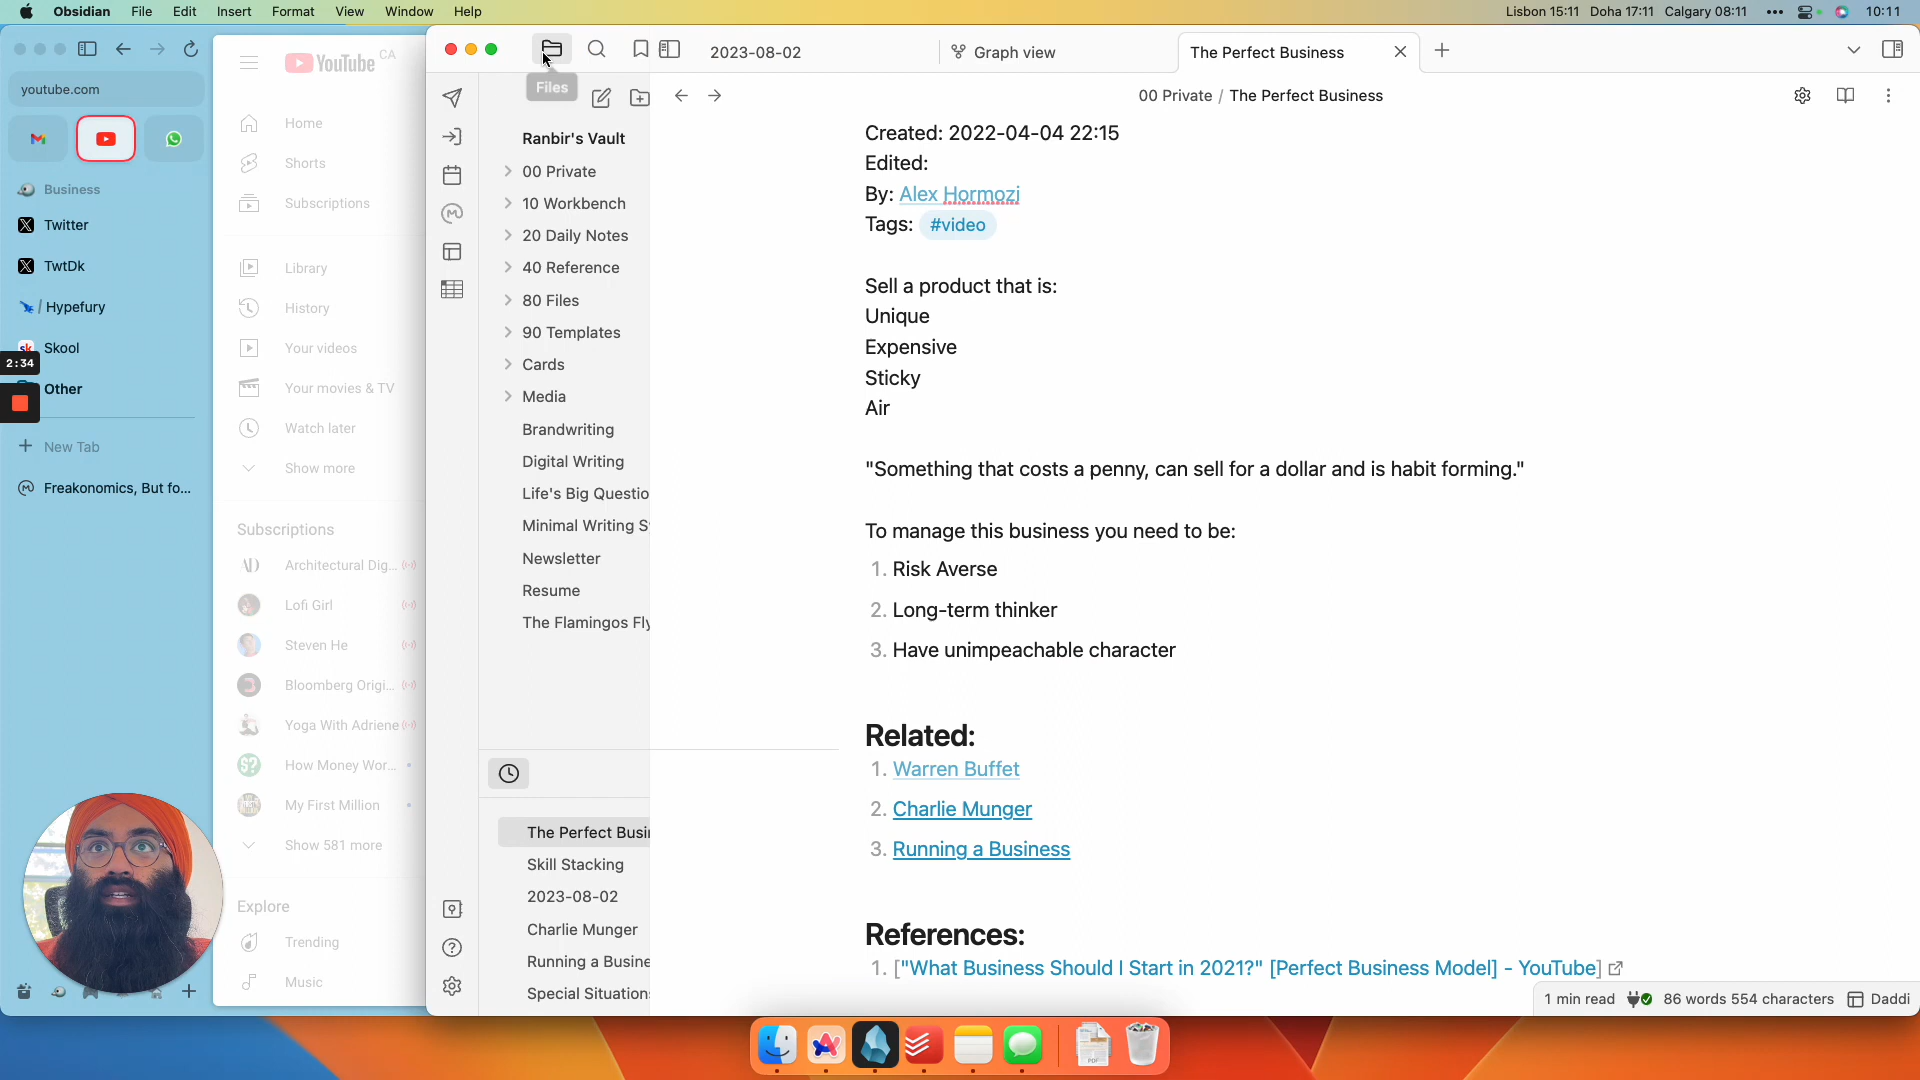 Obsidian File Edit Insert Format View Window Help
Lisbon 15:11 Doha 17:11 Calgary 08:11 ••• 10:11
youtube.com
Business
Twitter
TwtDk
/ Hypefury
sk Skool
2:34
Other
+ New Tab
Freakonomics, But fo...
YouTube CA
Home
Shorts
Subscriptions
Library
History
Your videos
Your movies & TV
Watch later
Show more
Subscriptions
Architectural Dig...
Lofi Girl
Steven He
Bloomberg Origi...
Yoga With Adriene
How Money Wor...
My First Million
Show 581 more
Explore
Trending
Music
Files
2023-08-02
Graph view
The Perfect Business
Ranbir's Vault
00 Private
10 Workbench
20 Daily Notes
40 Reference
80 Files
90 Templates
Cards
Media
Brandwriting
Digital Writing
Life's Big Questio
Minimal Writing S
Newsletter
Resume
The Flamingos Fly
The Perfect Busi
Skill Stacking
2023-08-02
Charlie Munger
Running a Busine
Special Situation
00 Private / The Perfect Business
Created: 2022-04-04 22:15
Edited:
By: Alex Hormozi
Tags: #video
Sell a product that is:
Unique
Expensive
Sticky
Air
"Something that costs a penny, can sell for a dollar and is habit forming."
To manage this business you need to be:
1. Risk Averse
2. Long-term thinker
3. Have unimpeachable character
Related:
1. Warren Buffet
2. Charlie Munger
3. Running a Business
References:
1. ["What Business Should I Start in 2021?" [Perfect Business Model] - YouTube]
1 min read 86 words 554 characters Daddi
PDF